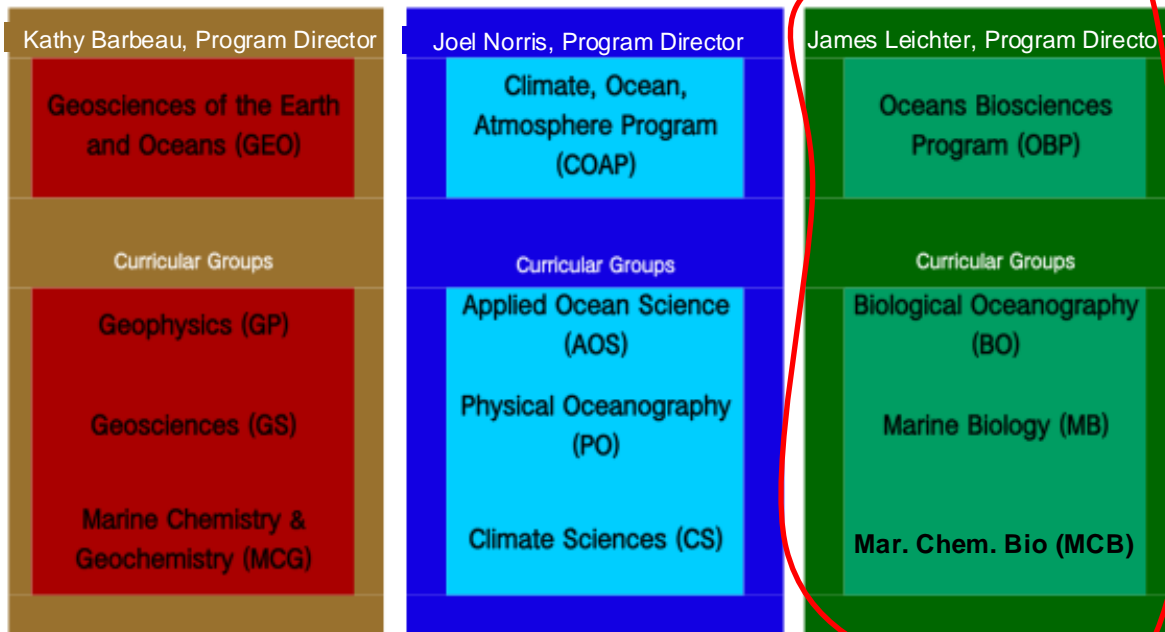 Kathy Barbeau, Program Director
Geosciences of the Earth
and Oceans (GEO)
Curricular Groups
Geophysics (GP)
Geosciences (GS)
Marine Chemistry &
Geochemistry (MCG)
Joel Norris, Program Director
Climate, Ocean,
Atmosphere Program
(COAP)
Curricular Groups
Applied Ocean Science
(AOS)
Physical Oceanography
(PO)
Climate Sciences (CS)
James Leichter, Program Director
Oceans Biosciences
Program (OBP)
Curricular Groups
Biological Oceanography
(BO)
Marine Biology (MB)
Mar. Chem. Bio (MCB)